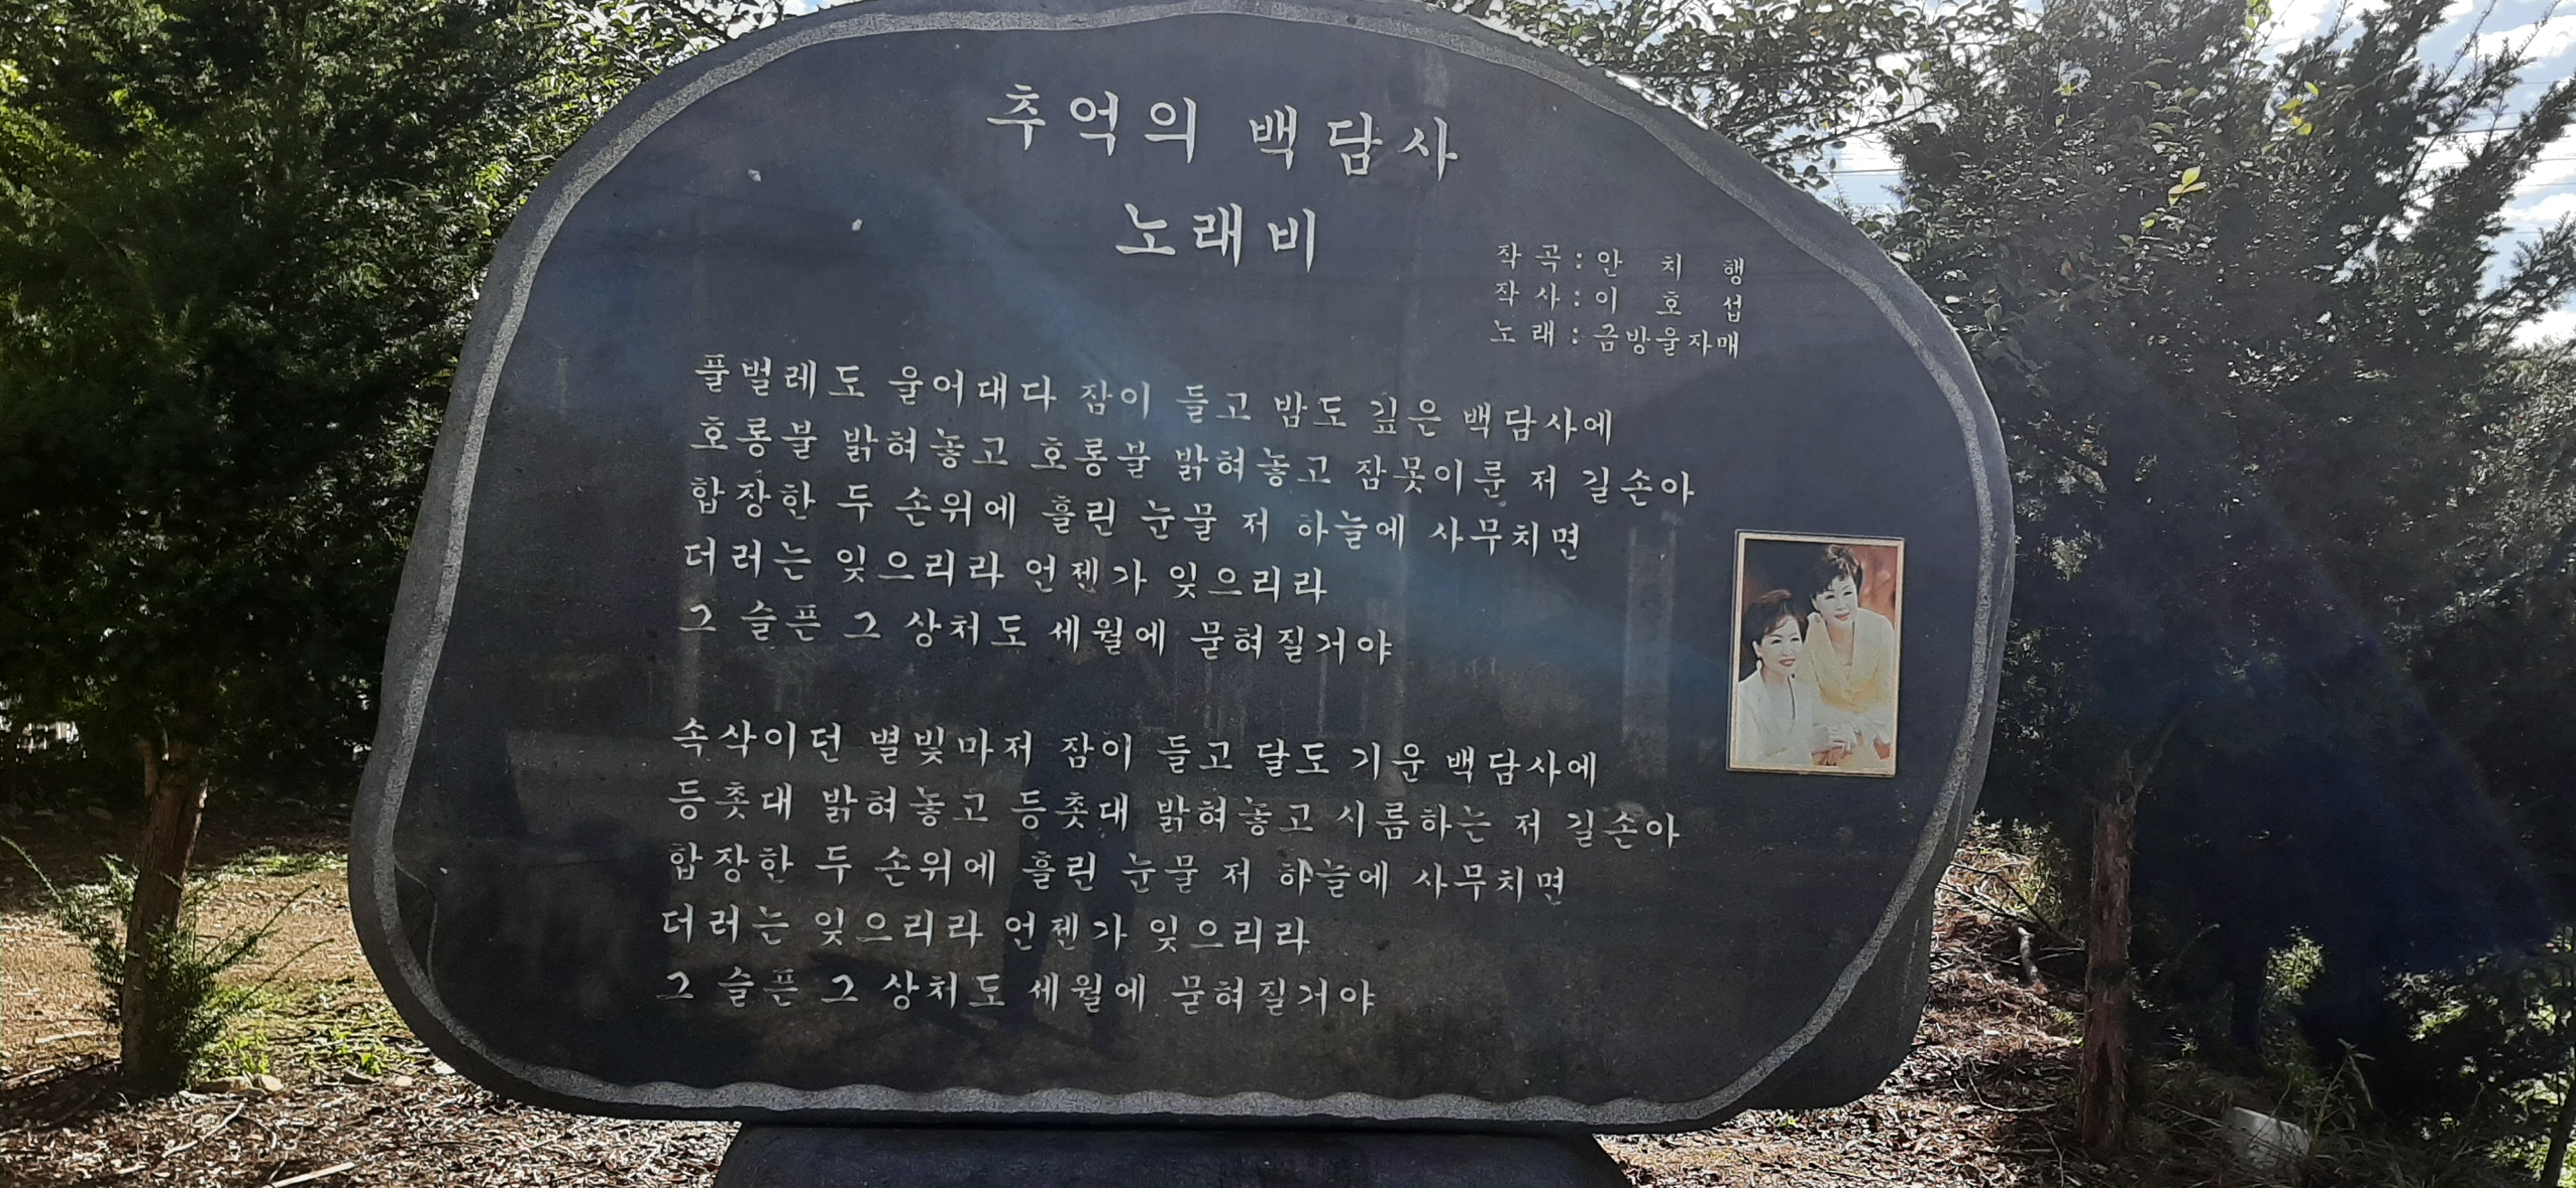 추억의 백담사
노래비
작 곡 : 안 치 행
작 사 : 이 호 섭
노 래 : 금방울자매
풀벌레도 울어대다 잠이 들고 밤도 깊은 백담사에
호롱불 밝혀놓고 호롱불 밝혀놓고 잠못이룬 저 길손아
합장한 두 손위에 흘린 눈물 저 하늘에 사무치면
더러는 잊으리라 언젠가 잊으리라
그 슬픈 그 상처도 세월에 묻혀질거야
속삭이던 별빛마저 잠이 들고 달도 기운 백담사에
등촛대 밝혀놓고 등촛대 밝혀놓고 시름하는 저 길손아
합장한 두 손위에 흘린 눈물 저 하늘에 사무치면
더러는 잊으리라 언젠가 잊으리라
그 슬픈 그 상처도 세월에 묻혀질거야